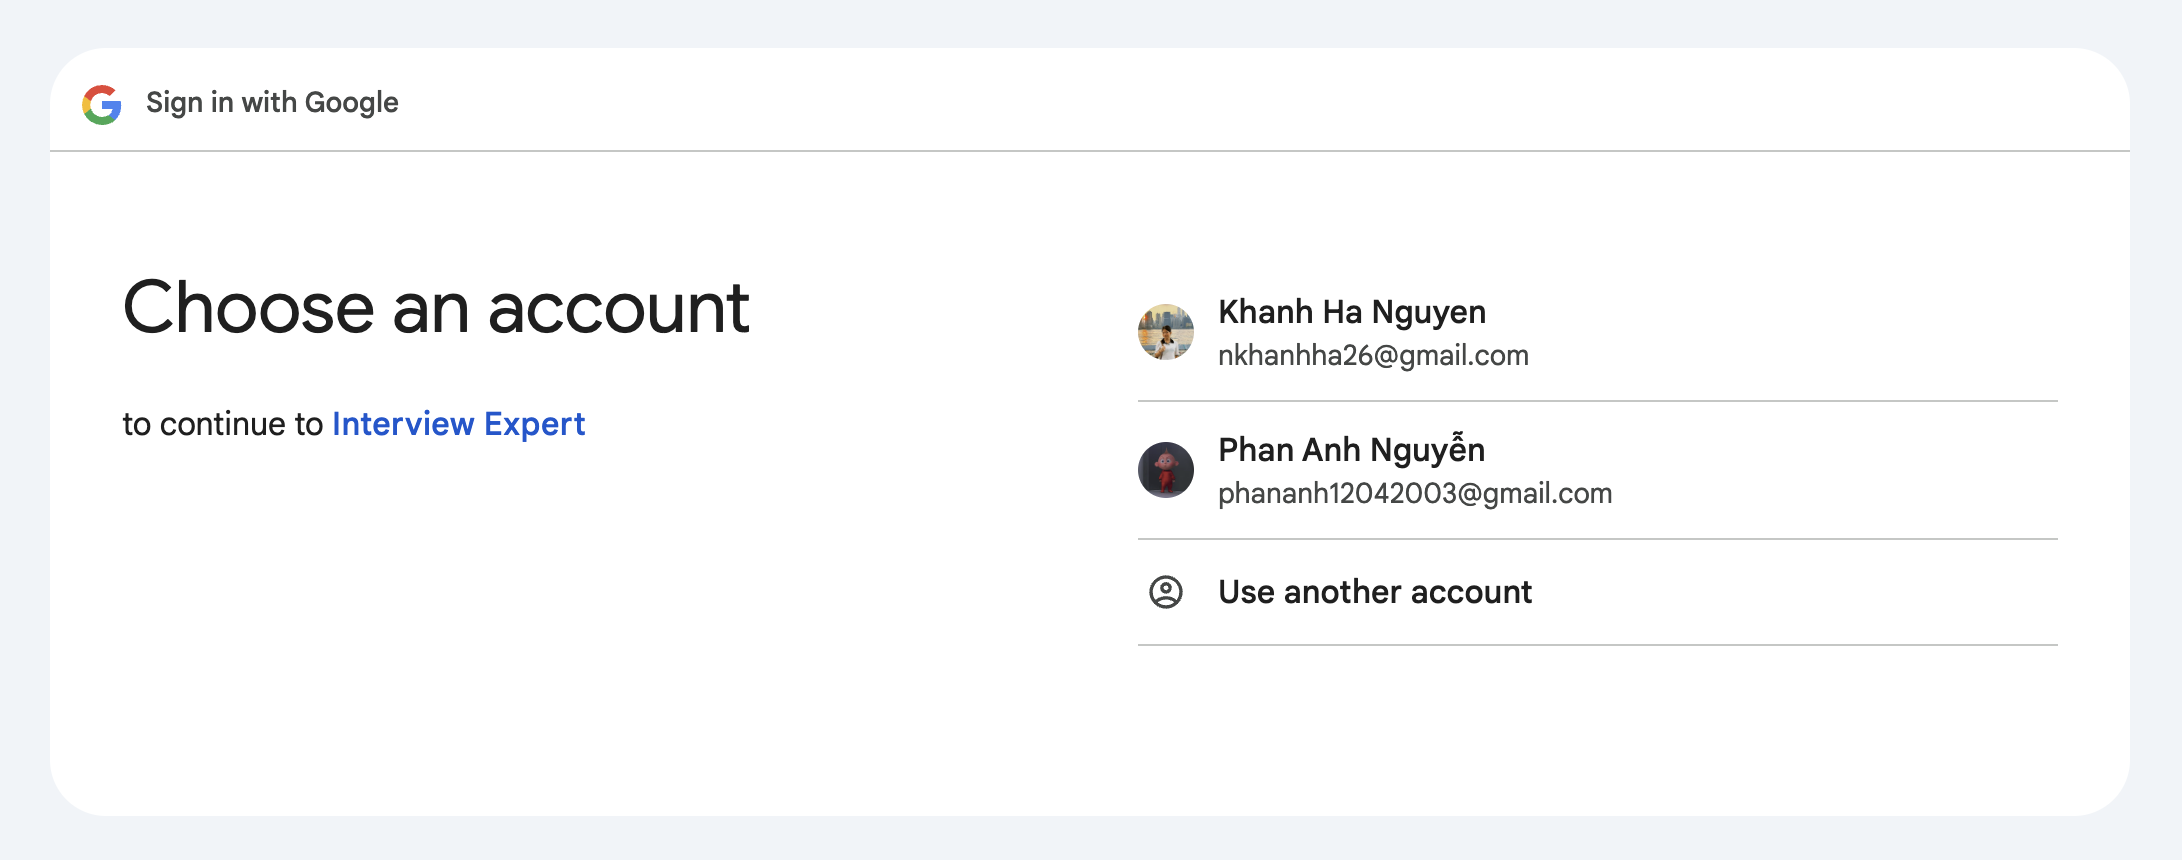 Sign in with Google
Choose an account
to continue to Interview Expert
Khanh Ha Nguyen
nkhanhha26@gmail.com
Phan Anh Nguyễn
phananh12042003@gmail.com
Use another account